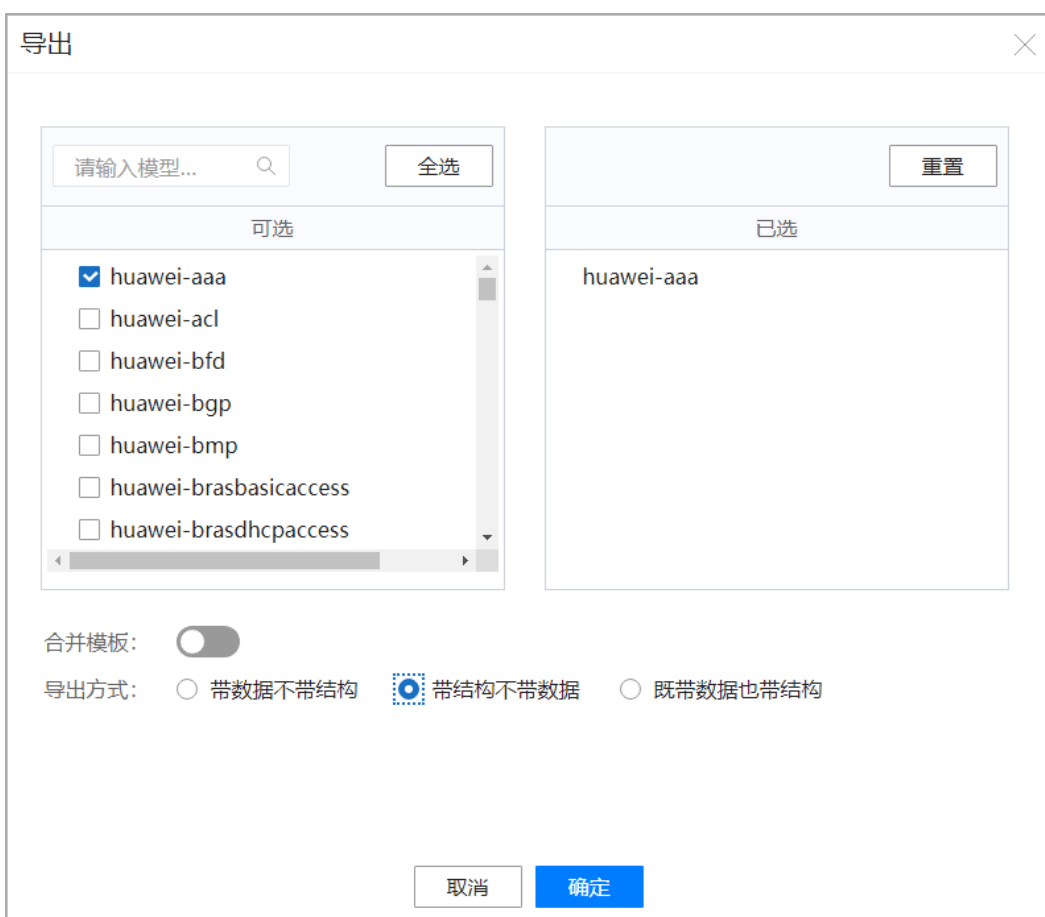 导出
请输入模型...
全选
重置
可选
已选
huawei-aaa
huawei-acl
huawei-bfd
huawei-bgp
huawei-bmp
huawei-brasbasicaccess
huawei-brasdhcpaccess
huawei-aaa
合并模板：
导出方式： 带数据不带结构 带结构不带数据 既带数据也带结构
取消 确定